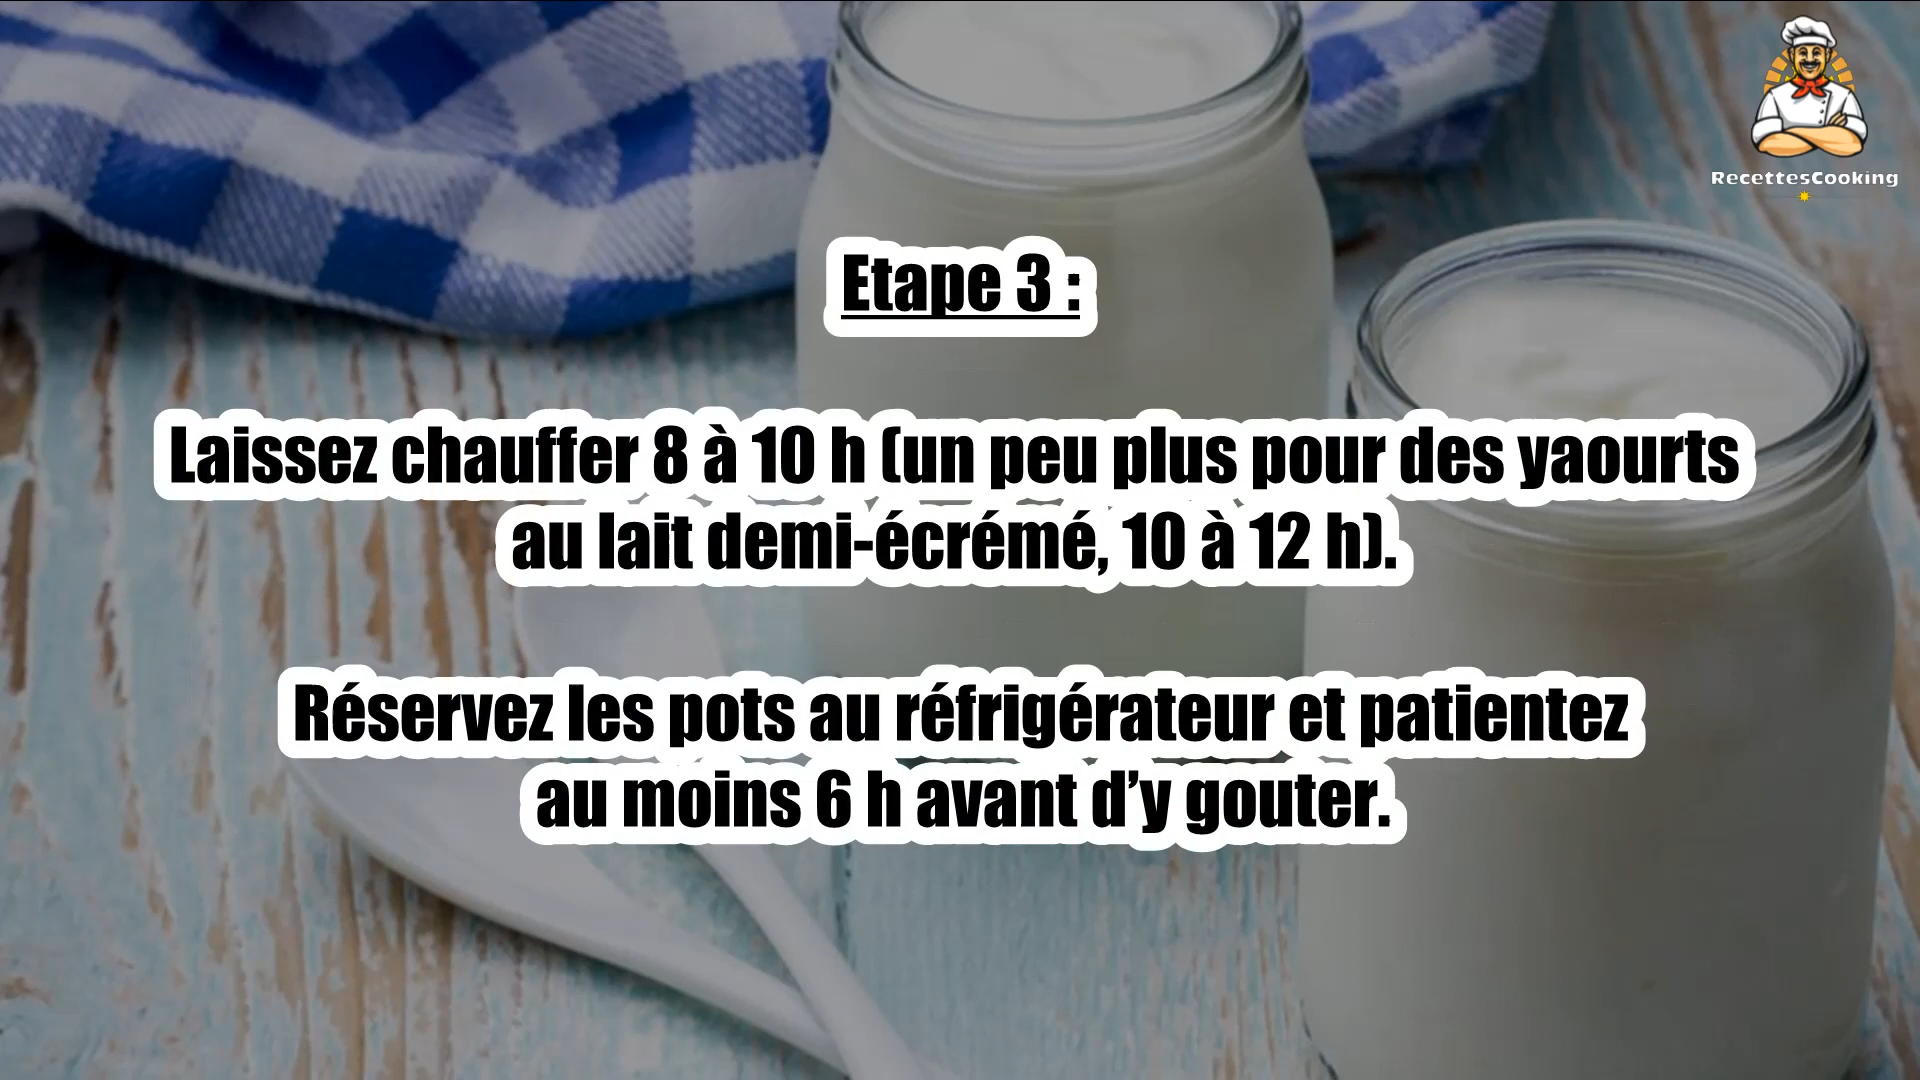 RecettesCooking
Etape 3 :
Laissez chauffer 8 à 10 h (un peu plus pour des yaourts
au lait demi-écrémé, 10 à 12 h).
Réservez les pots au réfrigérateur et patientez
au moins 6 h avant d’y gouter.